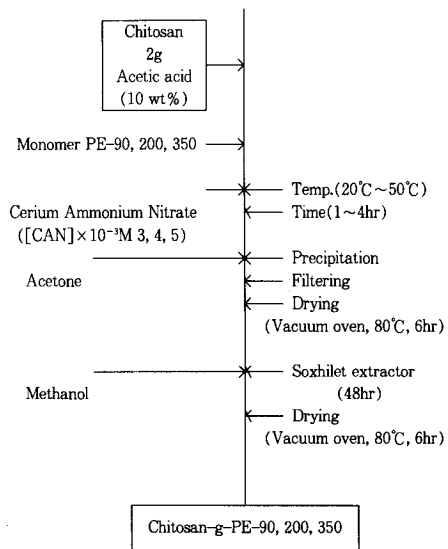 Chitosan
2g
Acetic acid
(10 wt%)
Monomer PE-90, 200, 350
Temp.(20℃~50℃)
Cerium Ammonium Nitrate
Time(1~4hr)
([CAN]×10⁻³M 3, 4, 5)
Precipitation
Acetone
Filtering
Drying
(Vacuum oven, 80℃, 6hr)
Soxhilet extractor
Methanol
(48hr)
Drying
(Vacuum oven, 80℃, 6hr)
Chitosan-g-PE-90, 200, 350